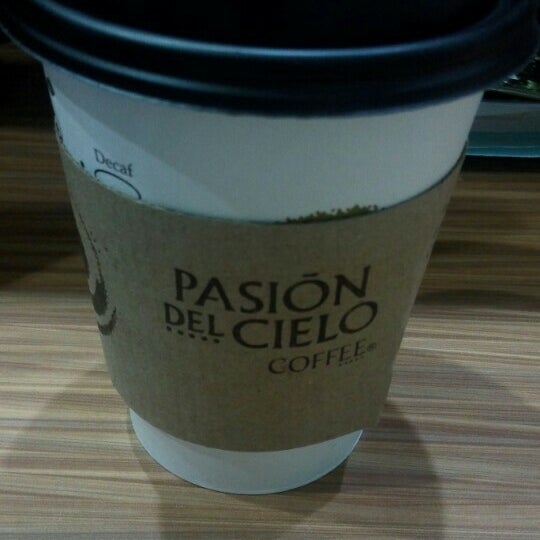 Decaf
PASIÓN
DEL CIELO
COFFEE®